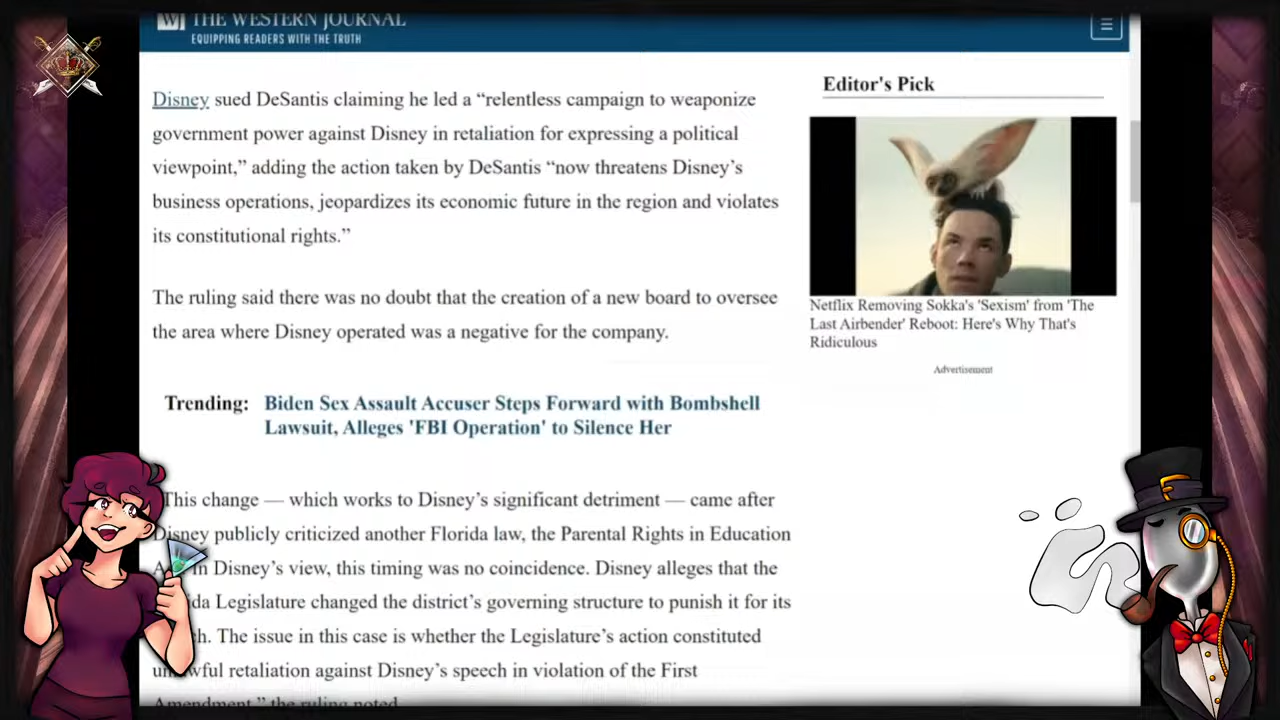 THE WESTERN JOURNAL
EQUIPPING READERS WITH THE TRUTH
Disney sued DeSantis claiming he led a “relentless campaign to weaponize
government power against Disney in retaliation for expressing a political
viewpoint,” adding the action taken by DeSantis “now threatens Disney’s
business operations, jeopardizes its economic future in the region and violates
its constitutional rights.”
The ruling said there was no doubt that the creation of a new board to oversee
the area where Disney operated was a negative for the company.
Trending: Biden Sex Assault Accuser Steps Forward with Bombshell
Lawsuit, Alleges 'FBI Operation' to Silence Her
This change — which works to Disney’s significant detriment — came after
Disney publicly criticized another Florida law, the Parental Rights in Education
in Disney’s view, this timing was no coincidence. Disney alleges that the
Legislature changed the district’s governing structure to punish it for its
The issue in this case is whether the Legislature’s action constituted
retaliation against Disney’s speech in violation of the First
Amendment,” the ruling noted.
Editor's Pick
Netflix Removing Sokka's 'Sexism' from 'The
Last Airbender' Reboot: Here's Why That's
Ridiculous
Advertisement